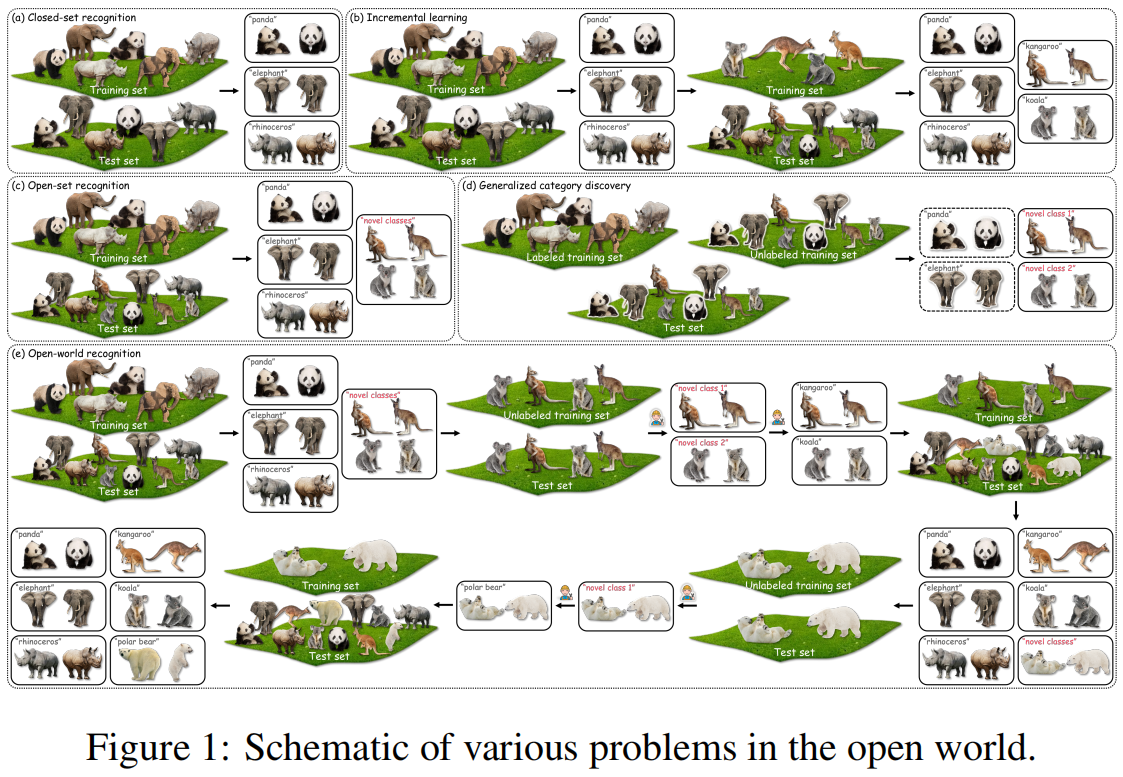 (a) Closed-set recognition
Training set
Test set
"panda"
"elephant"
"rhinoceros"
(b) Incremental learning
Training set
Test set
"panda"
"elephant"
"rhinoceros"
Training set
Test set
"panda"
"elephant"
"rhinoceros"
"kangaroo"
"koala"
(c) Open-set recognition
Training set
Test set
"panda"
"elephant"
"rhinoceros"
"novel classes"
(d) Generalized category discovery
Labeled training set
Unlabeled training set
Test set
"panda"
"elephant"
"novel class 1"
"novel class 2"
(e) Open-world recognition
Training set
Test set
"panda"
"elephant"
"rhinoceros"
"novel classes"
Unlabeled training set
Test set
"novel class 1"
"novel class 2"
"kangaroo"
"koala"
Training set
Test set
"panda"
"kangaroo"
"elephant"
"koala"
"rhinoceros"
"novel classes"
Unlabeled training set
Test set
"novel class 1"
"polar bear"
Training set
Test set
"panda"
"kangaroo"
"elephant"
"koala"
"rhinoceros"
"polar bear"
Figure 1: Schematic of various problems in the open world.